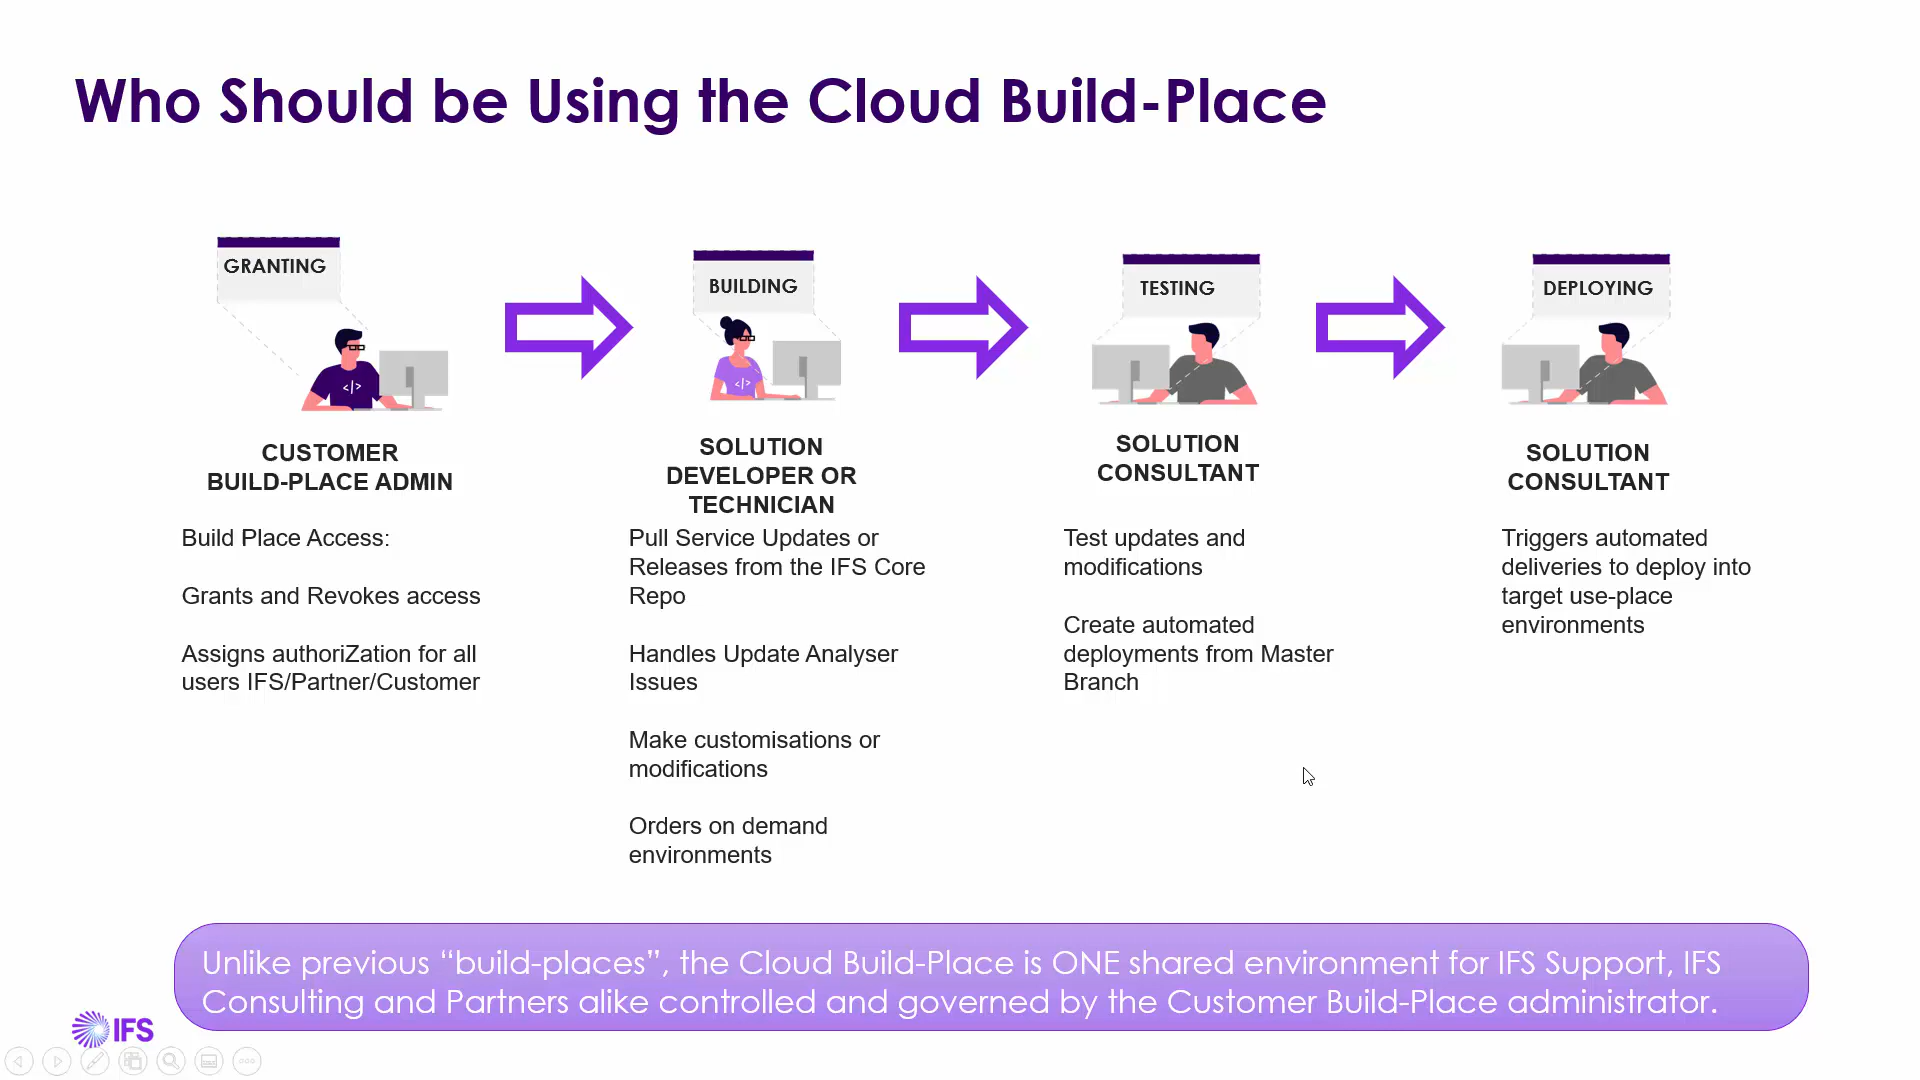 Who Should be Using the Cloud Build-Place
GRANTING
CUSTOMER
BUILD-PLACE ADMIN
Build Place Access:
Grants and Revokes access
Assigns authoriZation for all
users IFS/Partner/Customer
BUILDING
</>
</>
SOLUTION
DEVELOPER OR
TECHNICIAN
Pull Service Updates or
Releases from the IFS Core
Repo
Handles Update Analyser
Issues
Make customisations or
modifications
Orders on demand
environments
TESTING
SOLUTION
CONSULTANT
Test updates and
modifications
Create automated
deployments from Master
Branch
DEPLOYING
SOLUTION
CONSULTANT
Triggers automated
deliveries to deploy into
target use-place
environments
Unlike previous “build-places”, the Cloud Build-Place is ONE shared environment for IFS Support, IFS
Consulting and Partners alike controlled and governed by the Customer Build-Place administrator.
IFS